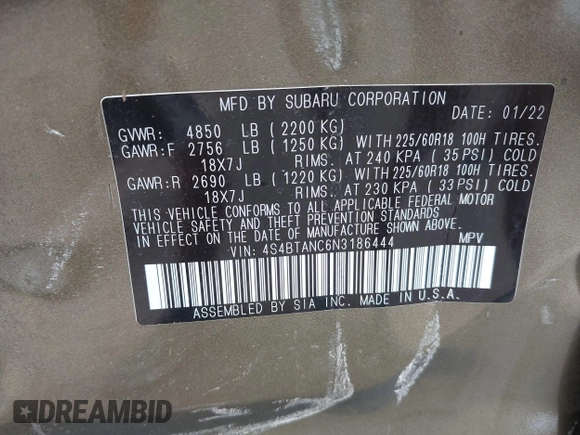 MFD BY SUBARU CORPORATION
DATE: 01/22
GVWR: 4850 LB (2200 KG)
GAWR:F 2756 LB (1250 KG) WITH 225/60R18 100H TIRES.
18X7J RIMS. AT 240 KPA (35 PSI) COLD
GAWR:R 2690 LB (1220 KG) WITH 225/60R18 100H TIRES.
18X7J RIMS. AT 230 KPA (33 PSI) COLD
THIS VEHICLE CONFORMS TO ALL APPLICABLE FEDERAL MOTOR
VEHICLE SAFETY AND THEFT PREVENTION STANDARDS
IN EFFECT ON THE DATE OF MANUFACTURE SHOWN ABOVE.
VIN: 4S4BTANC6N3186444 MPV
ASSEMBLED BY SIA INC. MADE IN U.S.A.
DREAMBID